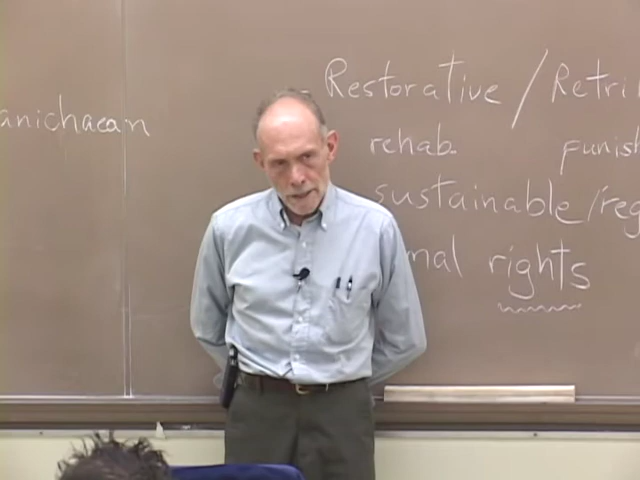 anichaean
Restorative / Retri
rehab. punish
sustainable/reg
mal rights